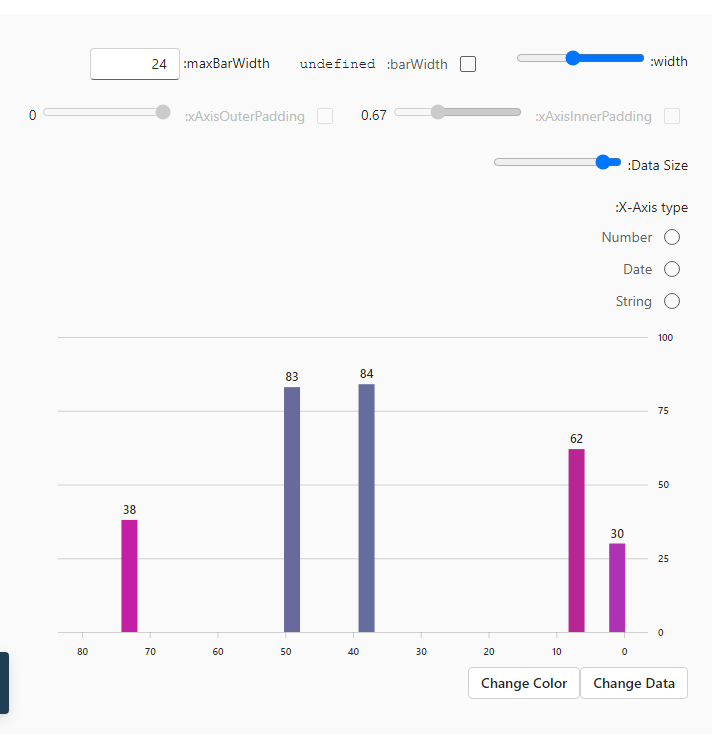 24 :maxBarWidth undefined :barWidth :width
0 :xAxisOuterPadding 0.67 :xAxisInnerPadding
:Data Size
:X-Axis type
Number
Date
String
100
84
83
75
62
50
38
30
25
0
80 70 60 50 40 30 20 10 0
Change Color Change Data